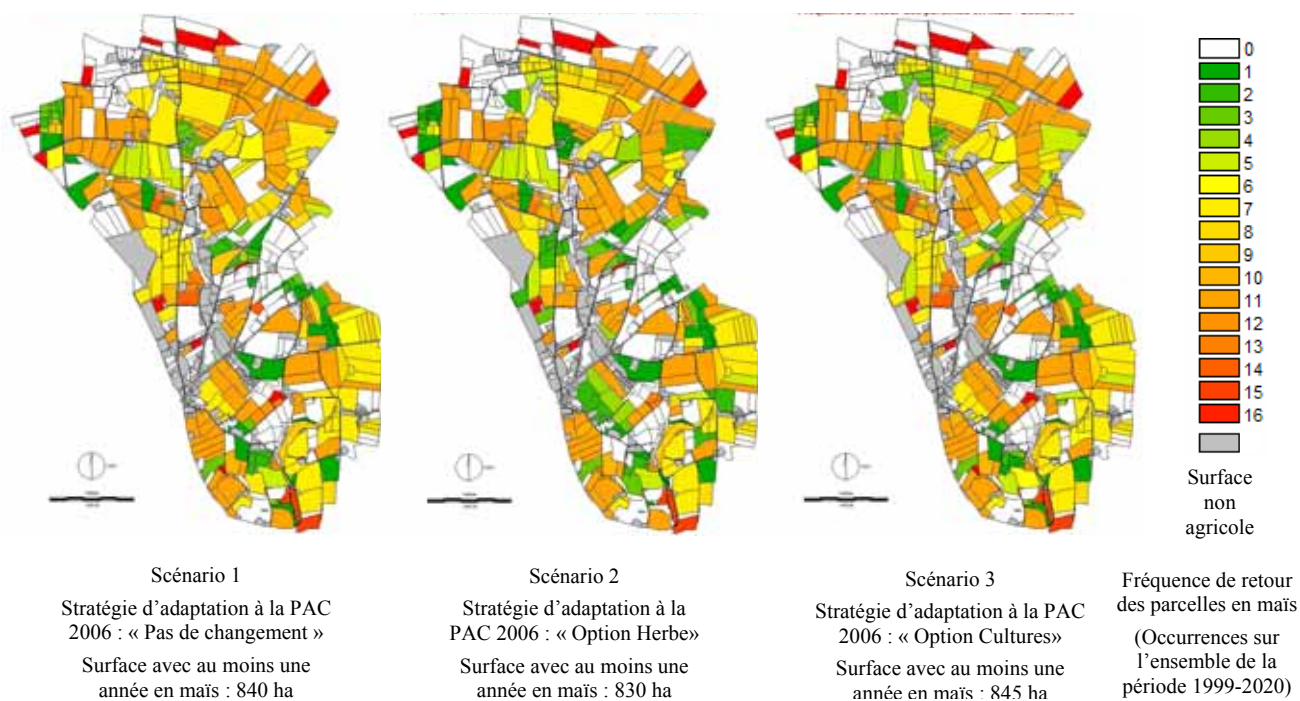 0
1
2
3
4
5
6
7
8
9
10
11
12
13
14
15
16
Surface
non
agricole
Scénario 1
Stratégie d’adaptation à la PAC
2006 : « Pas de changement »
Surface avec au moins une
année en maïs : 840 ha
Scénario 2
Stratégie d’adaptation à la
PAC 2006 : « Option Herbe»
Surface avec au moins une
année en maïs : 830 ha
Scénario 3
Stratégie d’adaptation à la PAC
2006 : « Option Cultures»
Surface avec au moins une
année en maïs : 845 ha
Fréquence de retour
des parcelles en maïs
(Occurrences sur
l’ensemble de la
période 1999-2020)